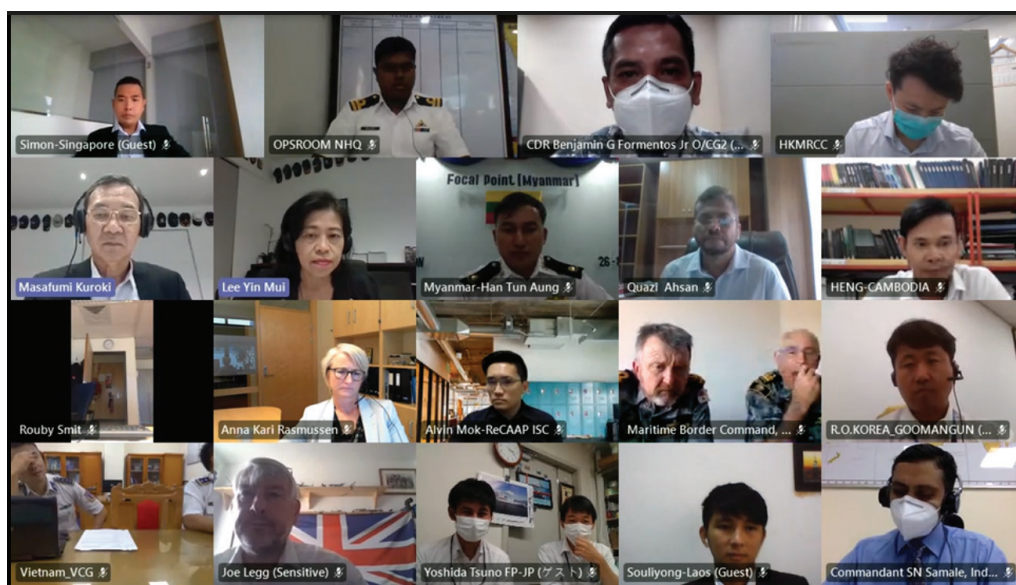 Simon-Singapore (Guest)
OPSROOM NHQ
CDR Benjamin G Formentos Jr O/CG2 (...
HKMRCC
Masafumi Kuroki
Lee Yin Mui
Focal Point [Myanmar]
Myanmar-Han Tun Aung
Quazi Ahsan
HENG-CAMBODIA
Rouby Smit
Anna Kari Rasmussen
Alvin Mok-ReCAAP ISC
Maritime Border Command, ...
R.O.KOREA_GOOMANGUN (...
Vietnam_VCG
Joe Legg (Sensitive)
Yoshida Tsuno FP-JP (ゲスト)
Souliyong-Laos (Guest)
Commandant SN Samale, Ind...